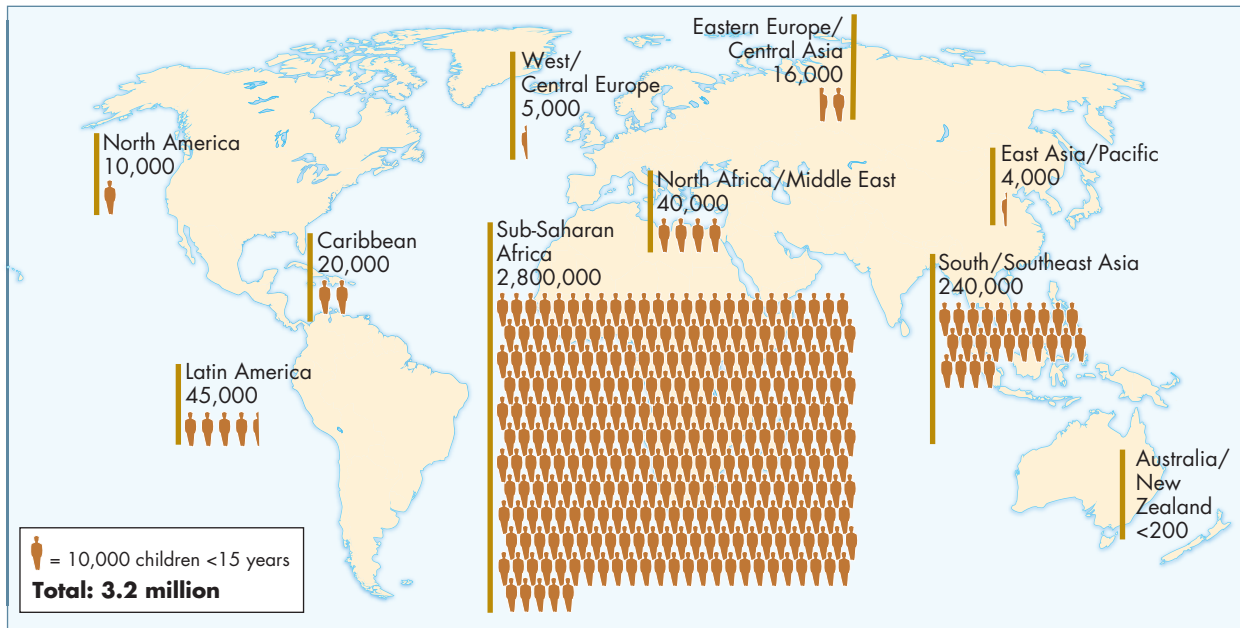 Eastern Europe/
Central Asia
16,000
West/
Central Europe
5,000
North America
10,000
East Asia/Pacific
4,000
North Africa/Middle East
40,000
Caribbean
20,000
Sub-Saharan
Africa
2,800,000
South/Southeast Asia
240,000
Latin America
45,000
Australia/
New
Zealand
<200
= 10,000 children <15 years
Total: 3.2 million